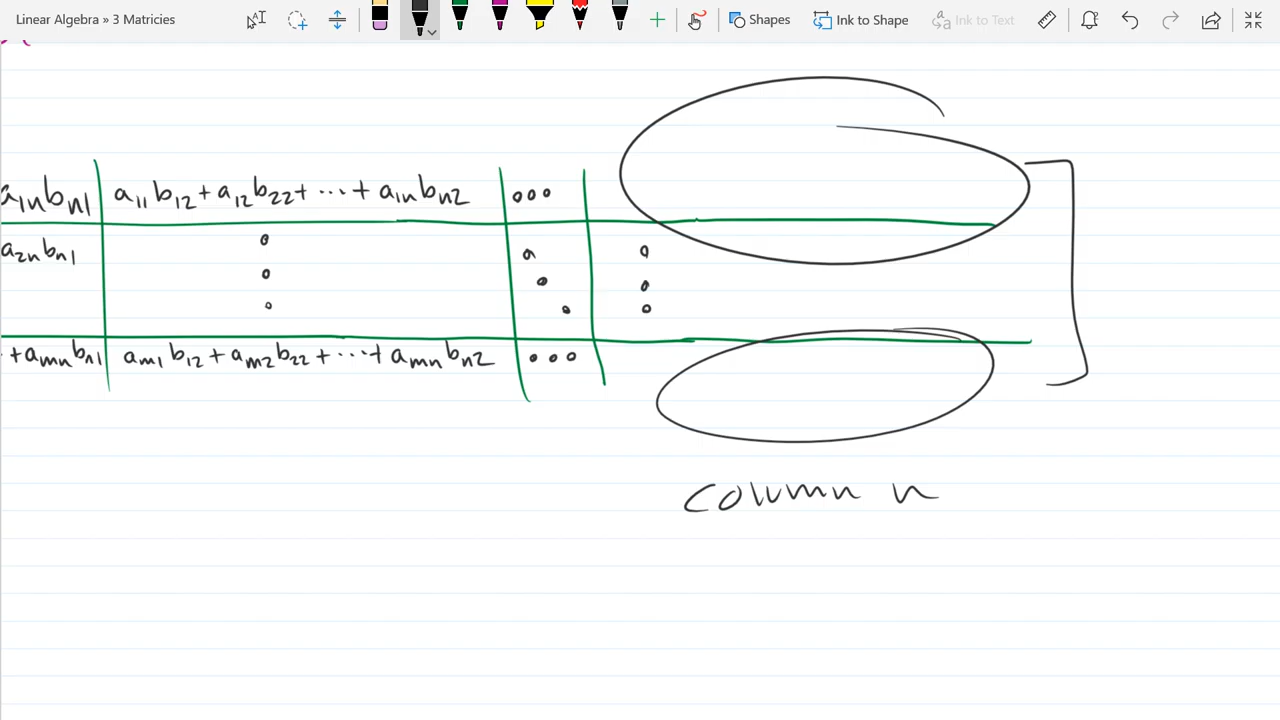 Linear Algebra » 3 Matricies
Shapes
Ink to Shape
Ink to Text
a₁ₙbₙ₁ a₁₁b₁₂ + a₁₂b₂₂ + ··· + a₁ₙbₙ₂ ∘∘∘
a₂ₙbₙ₁
+ aₘₙbₙ₁ aₘ₁b₁₂ + aₘ₂b₂₂ + ··· + aₘₙbₙ₂ ∘∘∘
column n